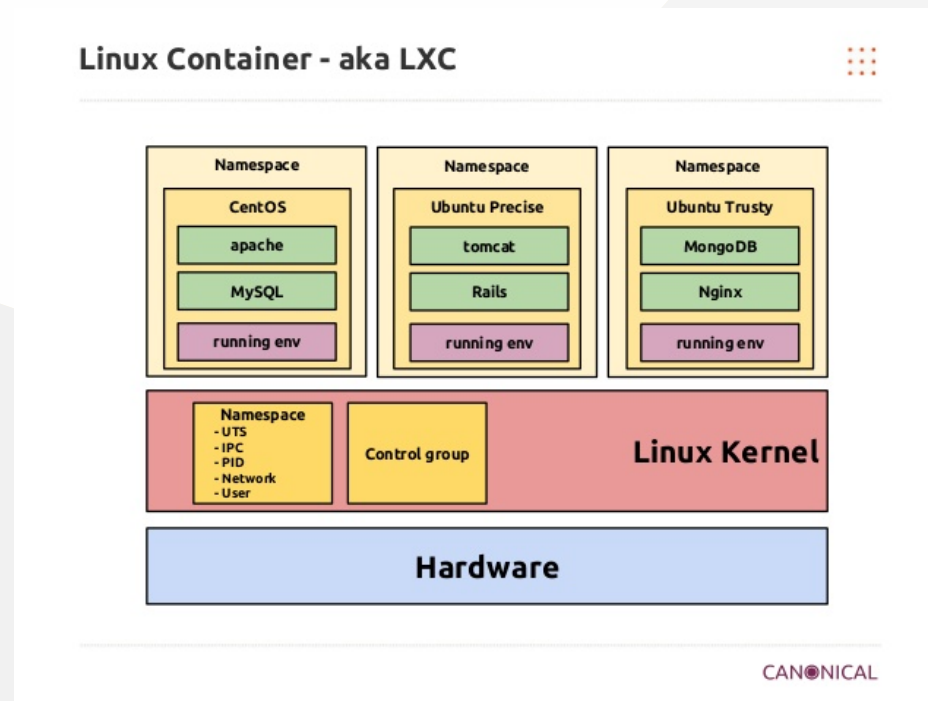 Linux Container - aka LXC
Namespace
CentOS
apache
MySQL
running env
Namespace
Ubuntu Precise
tomcat
Rails
running env
Namespace
Ubuntu Trusty
MongoDB
Nginx
running env
Namespace
- UTS
- IPC
- PID
- Network
- User
Control group
Linux Kernel
Hardware
CANONICAL